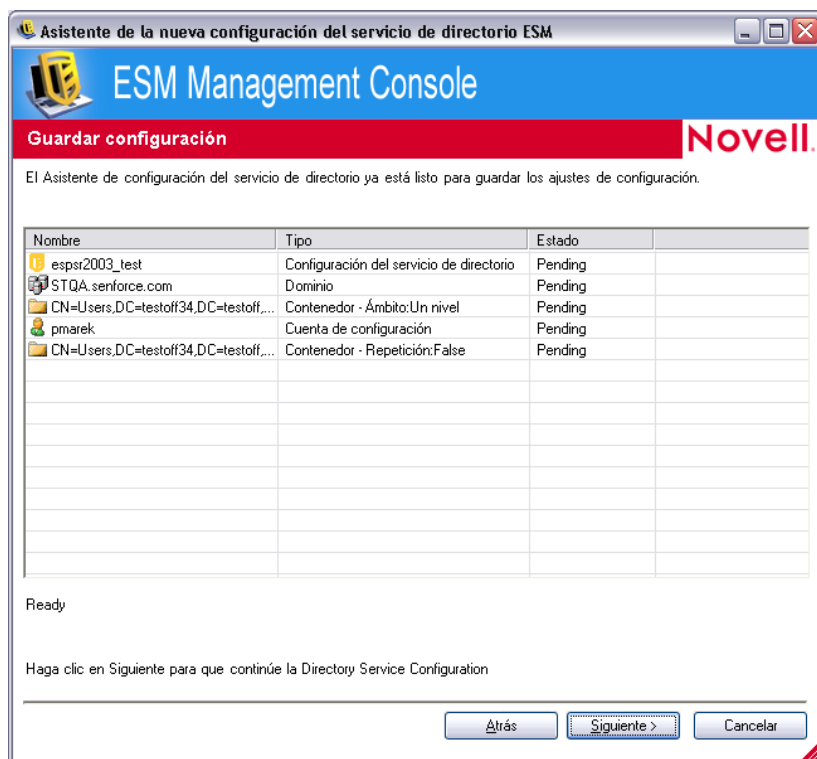 Asistente de la nueva configuración del servicio de directorio ESM
ESM Management Console
Guardar configuración
Novell.
El Asistente de configuración del servicio de directorio ya está listo para guardar los ajustes de configuración.
Nombre Tipo Estado
espsr2003_test Configuración del servicio de directorio Pending
STQA.senforce.com Dominio Pending
CN=Users,DC=testoff34,DC=testoff,... Contenedor - Ámbito:Un nivel Pending
pmarek Cuenta de configuración Pending
CN=Users,DC=testoff34,DC=testoff,... Contenedor - Repetición:False Pending
Ready
Haga clic en Siguiente para que continúe la Directory Service Configuration
Atrás Siguiente > Cancelar